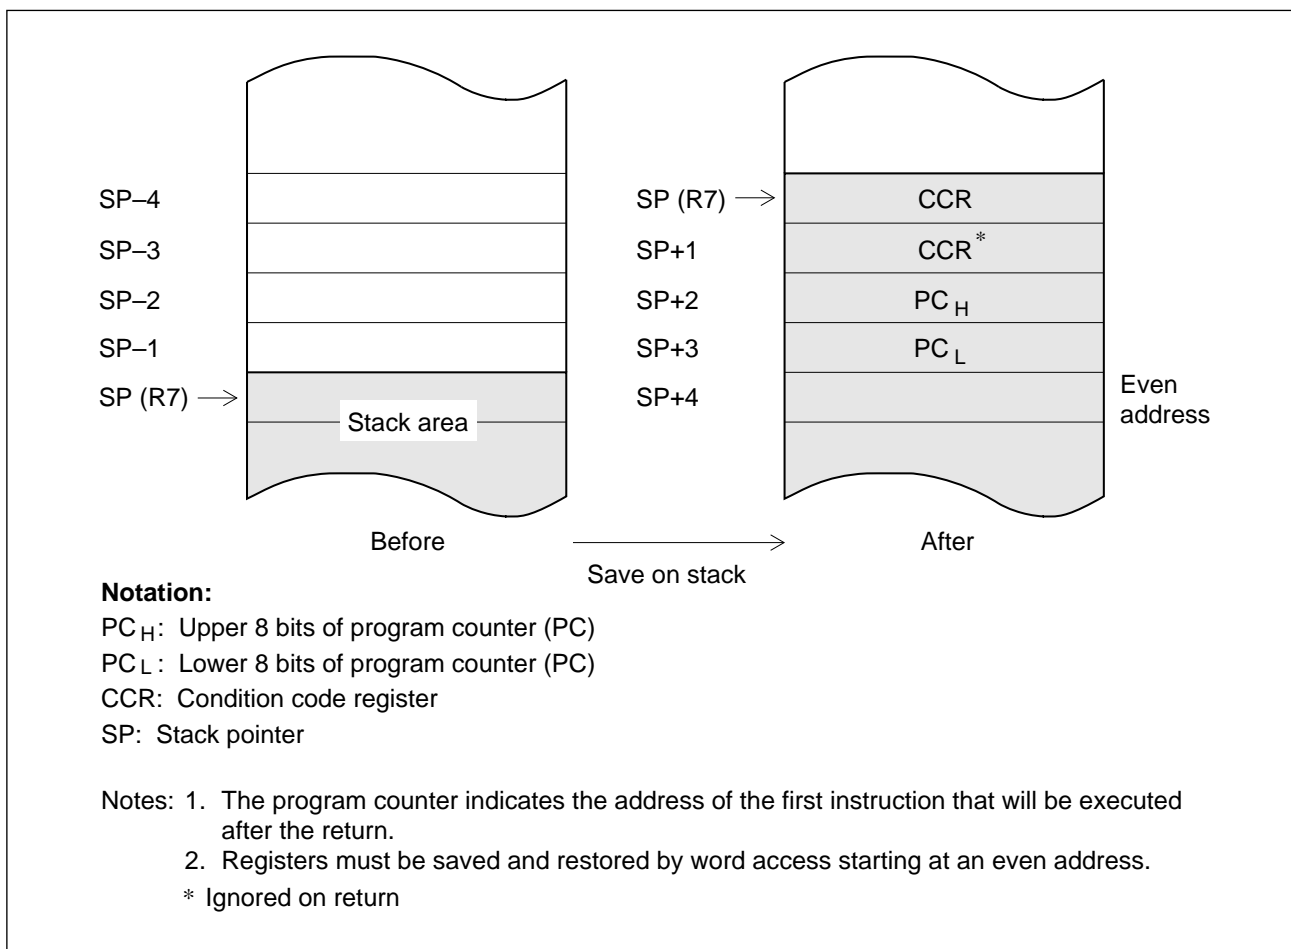 SP–4
SP–3
SP–2
SP–1
SP (R7)
Stack area
Before
SP (R7)
SP+1
SP+2
SP+3
SP+4
CCR
CCR*
PC H
PC L
Even
address
After
Save on stack
Notation:
PC H: Upper 8 bits of program counter (PC)
PC L: Lower 8 bits of program counter (PC)
CCR: Condition code register
SP: Stack pointer
Notes: 1. The program counter indicates the address of the first instruction that will be executed
after the return.
2. Registers must be saved and restored by word access starting at an even address.
* Ignored on return